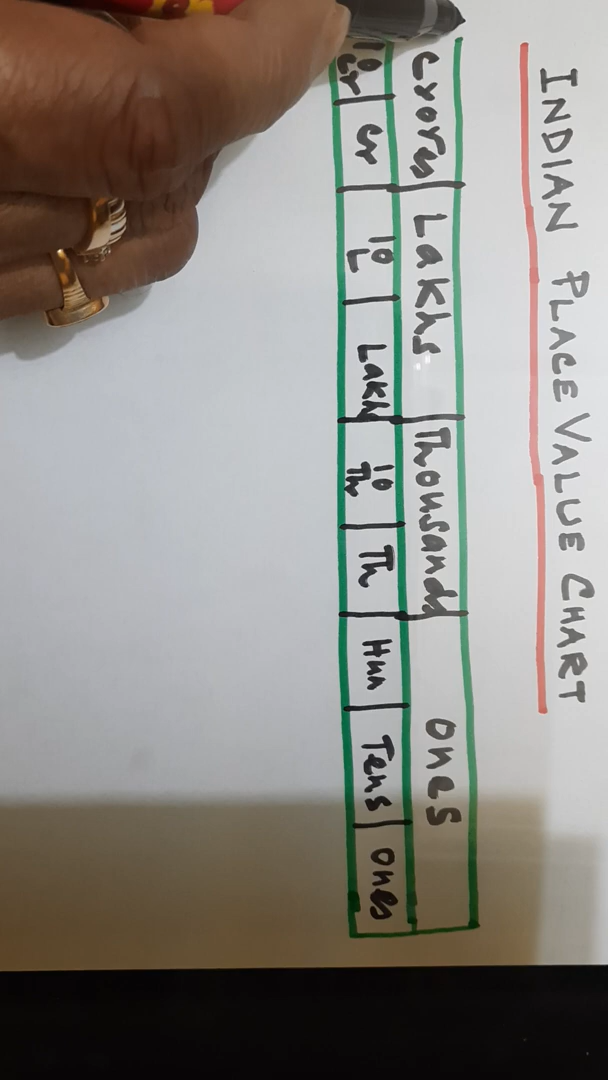 INDIAN PLACE VALUE CHART
Crores Lakhs Thousands Ones
10 Cr Cr 10 L Lakh 10 Th Th Hun Tens Ones